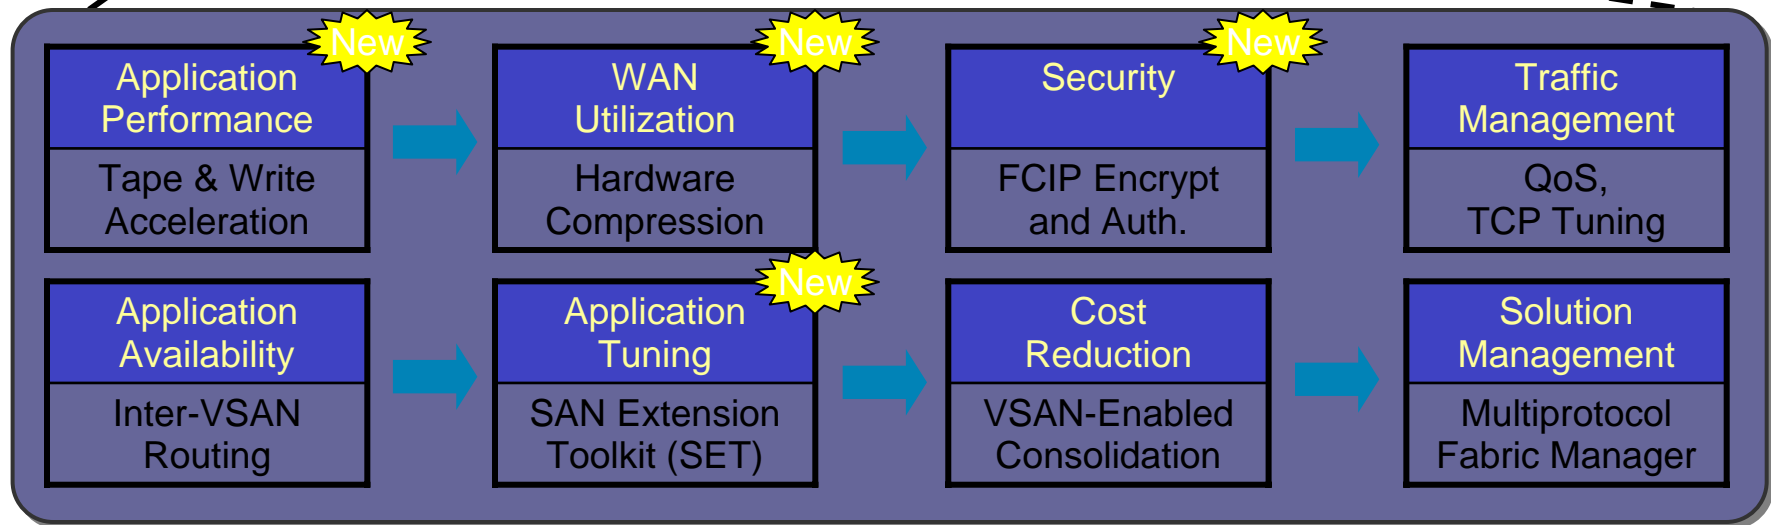 New
Application
Performance
Tape & Write
Acceleration
New
WAN
Utilization
Hardware
Compression
New
Security
FCIP Encrypt
and Auth.
Traffic
Management
QoS,
TCP Tuning
Application
Availability
Inter-VSAN
Routing
New
Application
Tuning
SAN Extension
Toolkit (SET)
Cost
Reduction
VSAN-Enabled
Consolidation
Solution
Management
Multiprotocol
Fabric Manager